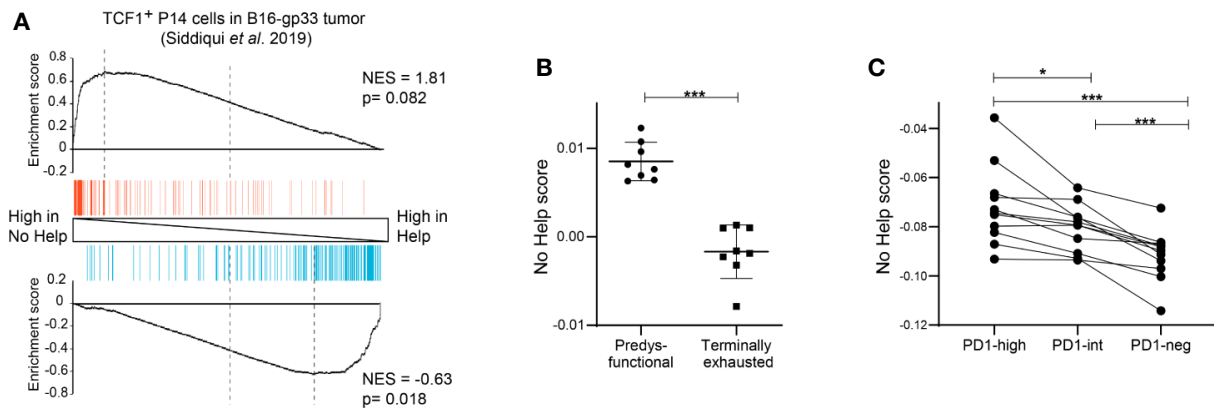 A
TCF1+ P14 cells in B16-gp33 tumor
(Siddiqui et al. 2019)
Enrichment score
0.8
0.6
0.4
0.2
0
-0.2
NES = 1.81
p= 0.082
High in
No Help
High in
Help
Enrichment score
0.2
0
-0.2
-0.4
-0.6
-0.8
NES = -0.63
p= 0.018
B
***
No Help score
0.01
0.00
-0.01
Predys-
functional
Terminally
exhausted
C
*
***
***
No Help score
-0.04
-0.06
-0.08
-0.10
-0.12
PD1-high
PD1-int
PD1-neg